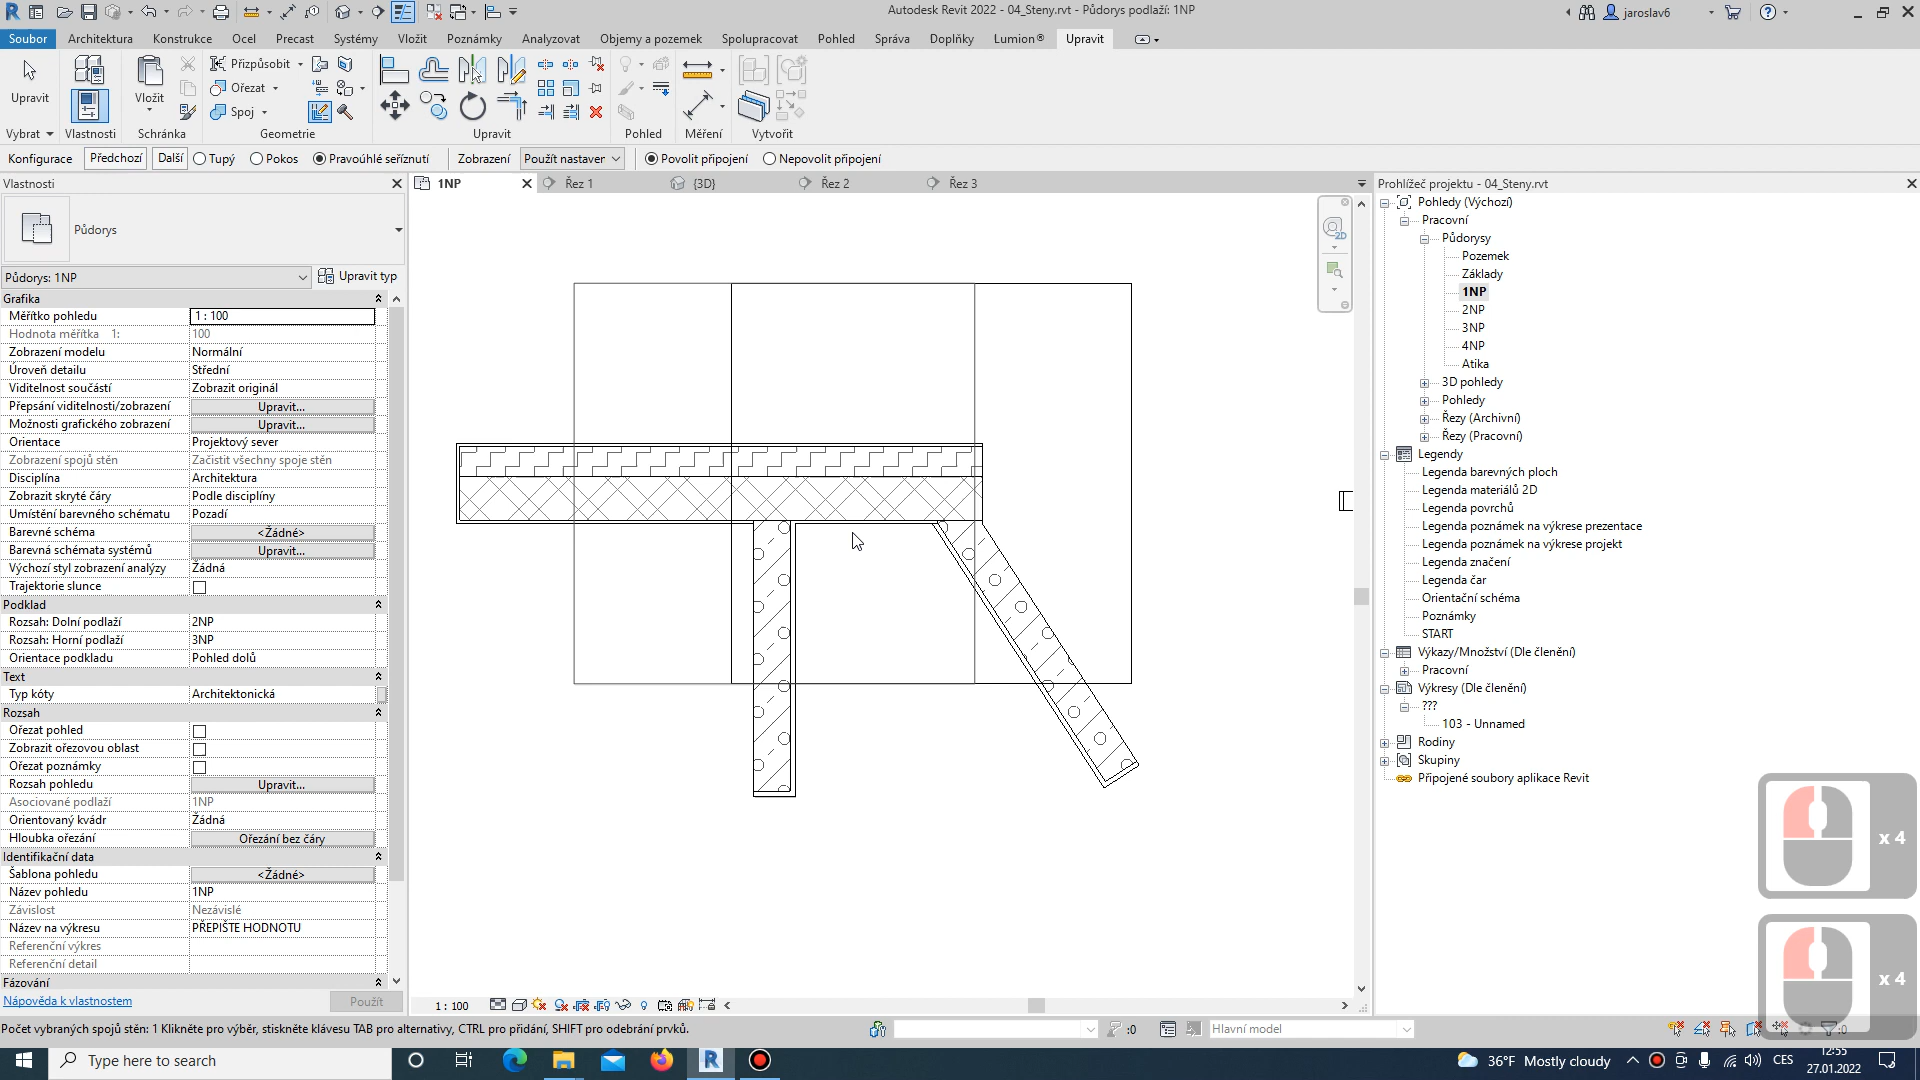 Autodesk Revit 2022 - 04_Steny.rvt - Půdorys podlaží: 1NP
jaroslav6
Soubor Architektura Konstrukce Ocel Precast Systémy Vložit Poznámky Analyzovat Objemy a pozemek Spolupracovat Pohled Správa Doplňky Lumion® Upravit
Přizpůsobit
Ořezat
Upravit Vložit
Spoj
Vybrat Vlastnosti Schránka Geometrie Upravit Pohled Měření Vytvořit
Konfigurace Předchozí Další Tupý Pokos Pravoúhlé seříznutí Zobrazení Použít nastaver Povolit připojení Nepovolit připojení
Vlastnosti
Půdorys
Půdorys: 1NP Upravit typ
Grafika
Měřítko pohledu 1 : 100
Hodnota měřítka 1: 100
Zobrazení modelu Normální
Úroveň detailu Střední
Viditelnost součástí Zobrazit originál
Přepsání viditelnosti/zobrazení Upravit...
Možnosti grafického zobrazení Upravit...
Orientace Projektový sever
Zobrazení spojů stěn Začistit všechny spoje stěn
Disciplína Architektura
Zobrazit skryté čáry Podle disciplíny
Umístění barevného schématu Pozadí
Barevné schéma <Žádné>
Barevná schémata systémů Upravit...
Výchozí styl zobrazení analýzy Žádná
Trajektorie slunce
Podklad
Rozsah: Dolní podlaží 2NP
Rozsah: Horní podlaží 3NP
Orientace podkladu Pohled dolů
Text
Typ kóty Architektonická
Rozsah
Ořezat pohled
Zobrazit ořezovou oblast
Ořezat poznámky
Rozsah pohledu Upravit...
Asociované podlaží 1NP
Orientovaný kvádr Žádná
Hloubka ořezání Ořezání bez čáry
Identifikační data
Šablona pohledu <Žádné>
Název pohledu 1NP
Závislost Nezávislé
Název na výkresu PŘEPIŠTE HODNOTU
Referenční výkres
Referenční detail
Fázování
Nápověda k vlastnostem Použít
1NP Řez 1 {3D} Řez 2 Řez 3
2D
1 : 100
Prohlížeč projektu - 04_Steny.rvt
Pohledy (Výchozí)
Pracovní
Půdorysy
Pozemek
Základy
1NP
2NP
3NP
4NP
Atika
3D pohledy
Pohledy
Řezy (Archivní)
Řezy (Pracovní)
Legendy
Legenda barevných ploch
Legenda materiálů 2D
Legenda povrchů
Legenda poznámek na výkrese prezentace
Legenda poznámek na výkrese projekt
Legenda značení
Legenda čar
Orientační schéma
Poznámky
START
Výkazy/Množství (Dle členění)
Pracovní
Výkresy (Dle členění)
???
103 - Unnamed
Rodiny
Skupiny
Připojené soubory aplikace Revit
x 4
x 4
Počet vybraných spojů stěn: 1 Klikněte pro výběr, stiskněte klávesu TAB pro alternativy, CTRL pro přidání, SHIFT pro odebrání prvků. :0 Hlavní model :0
Type here to search 36°F Mostly cloudy CES 12:55
27.01.2022